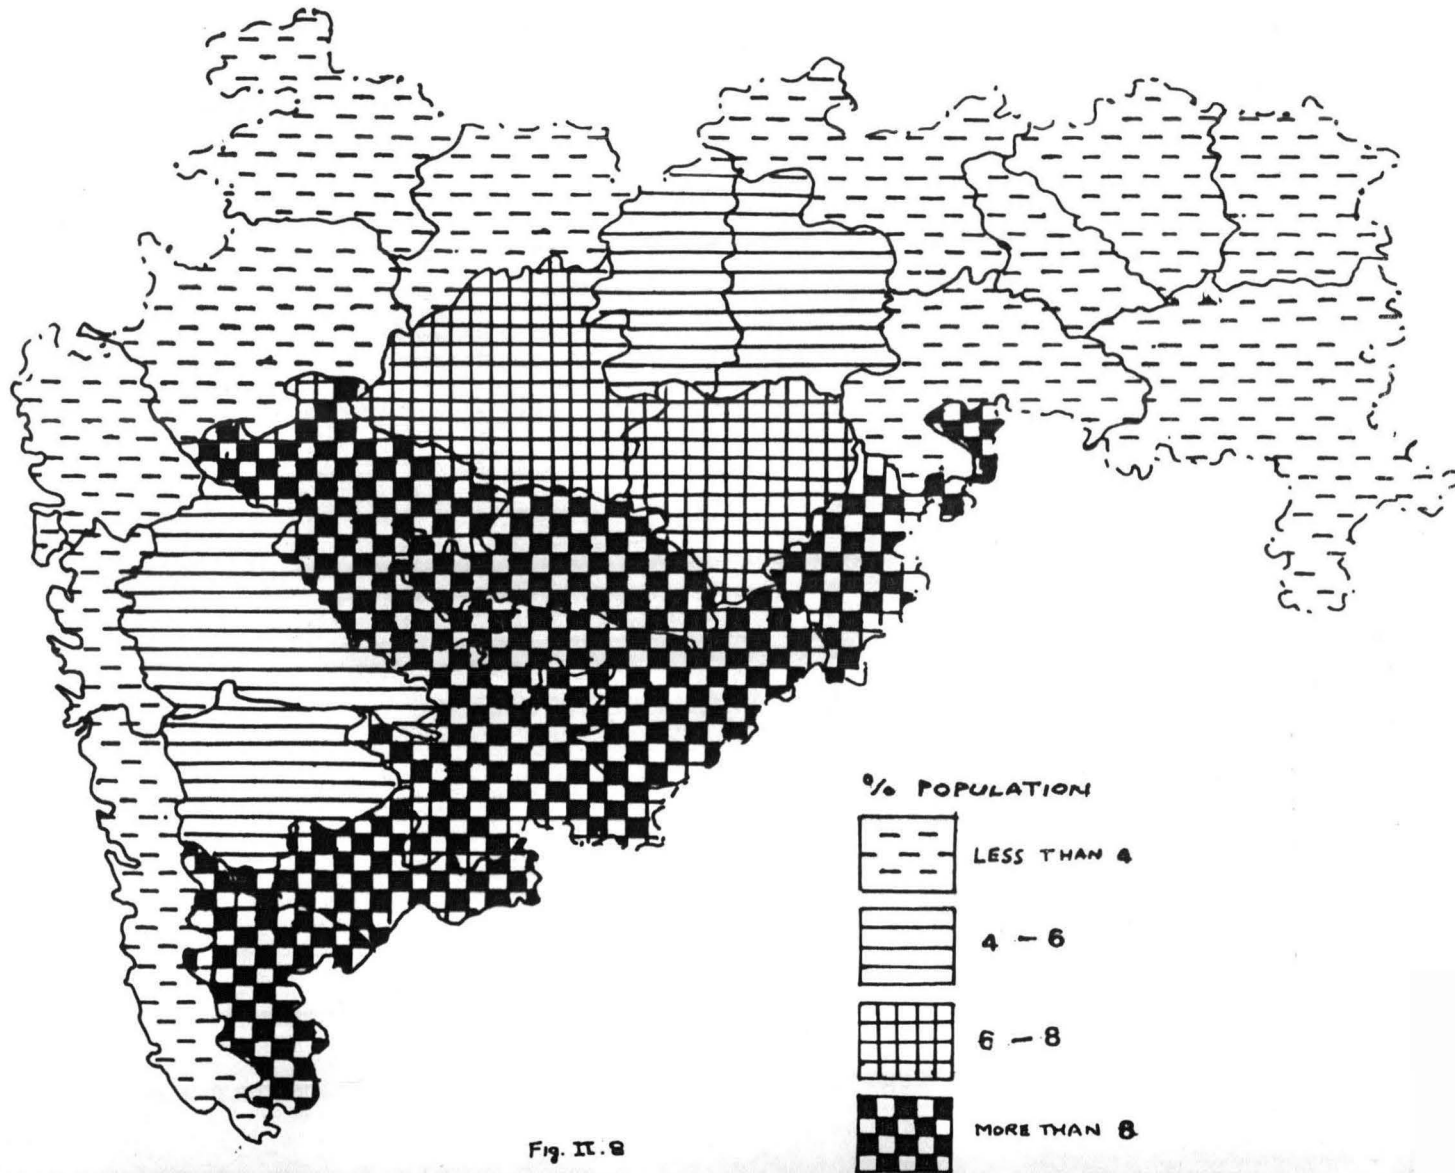 % POPULATION
LESS THAN 4
4 – 6
6 – 8
MORE THAN 8
Fig. II.8